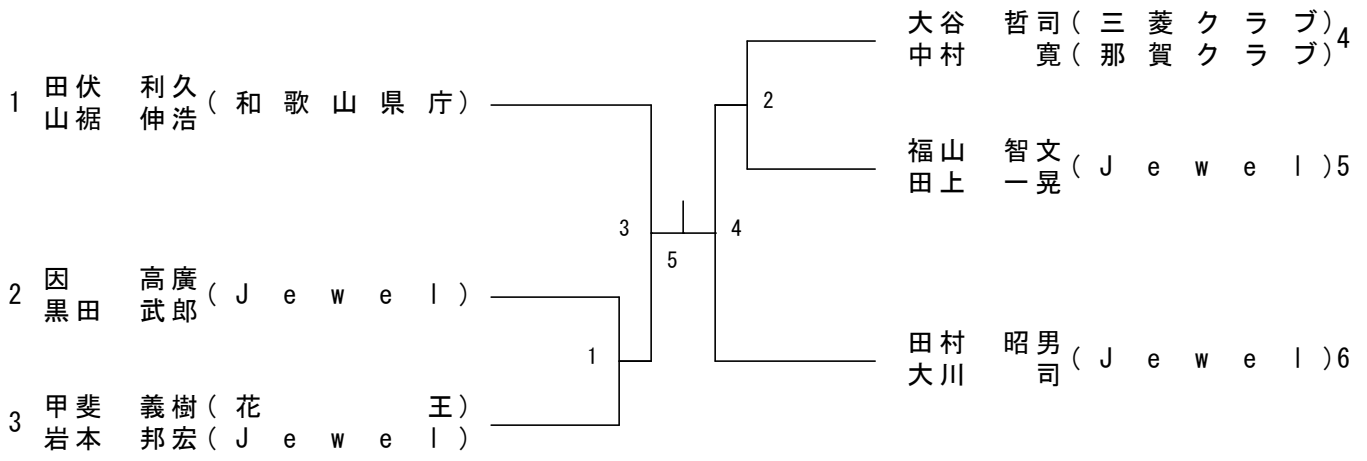 1 田伏 利久
山裾 伸浩
(和歌山県庁)
2 因 高廣
黒田 武郎
(Jewel)
3 甲斐 義樹(花王)
岩本 邦宏(Jewel)
1
3
5
4
2
大谷 哲司(三菱クラブ)
中村 寛(那賀クラブ)
4
福山 智文
田上 一晃
(Jewel)5
田村 昭男
大川 司
(Jewel)6